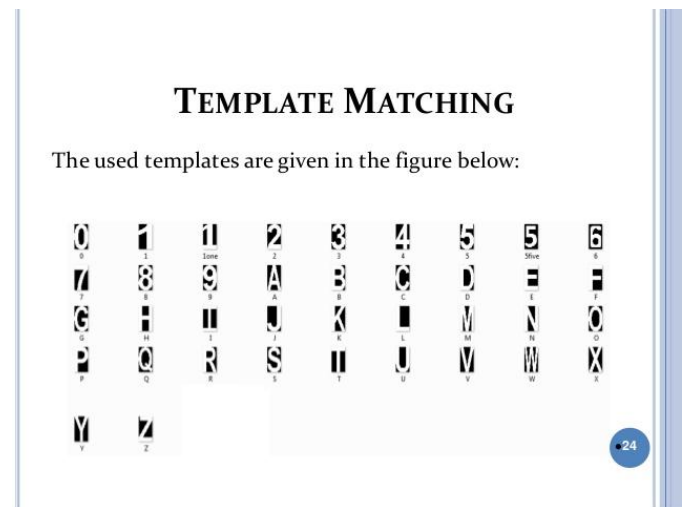 TEMPLATE MATCHING
The used templates are given in the figure below:
0 1 1 2 3 4 5 5 6
0 1 1one 2 3 4 5 5five 6
7 8 9 A B C D E F
7 8 9 A B C D E F
G H I J K L M N O
G H I J K L M N O
P Q R S T U V W X
P Q R S T U V W X
Y Z
Y Z
•24